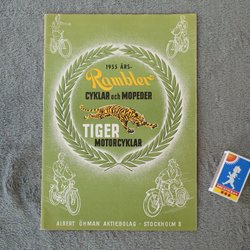 1955 ÅRS-
Rambler
CYKLAR och MOPEDER
TIGER
MOTORCYKLAR
ALBERT ÖHMAN AKTIEBOLAG - STOCKHOLM 8